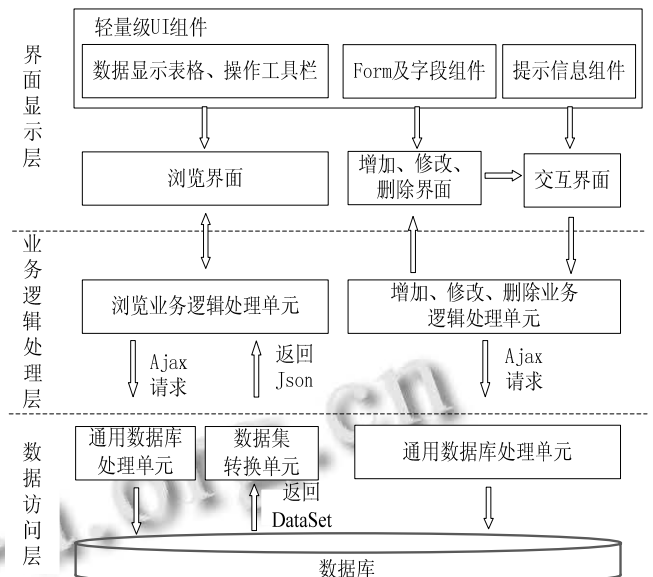 轻量级UI组件
数据显示表格、操作工具栏
Form及字段组件
提示信息组件
界面显示层
浏览界面
增加、修改、
删除界面
交互界面
业务逻辑处理层
浏览业务逻辑处理单元
增加、修改、删除业务
逻辑处理单元
Ajax
请求
返回
Json
Ajax
请求
数据访问层
通用数据库
处理单元
数据集
转换单元
通用数据库处理单元
返回
DataSet
数据库